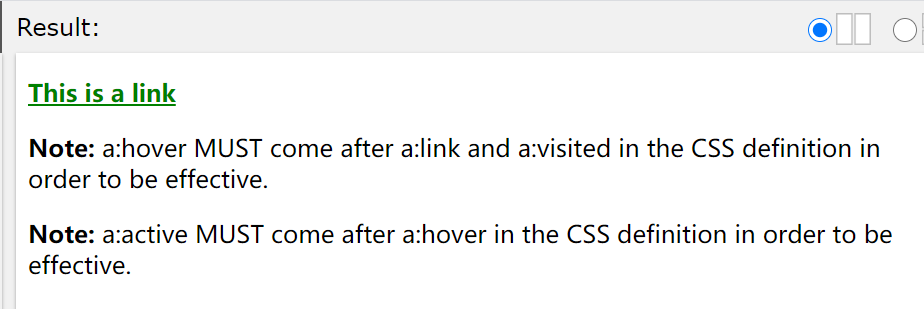 Result:
This is a link
Note: a:hover MUST come after a:link and a:visited in the CSS definition in
order to be effective.
Note: a:active MUST come after a:hover in the CSS definition in order to be
effective.